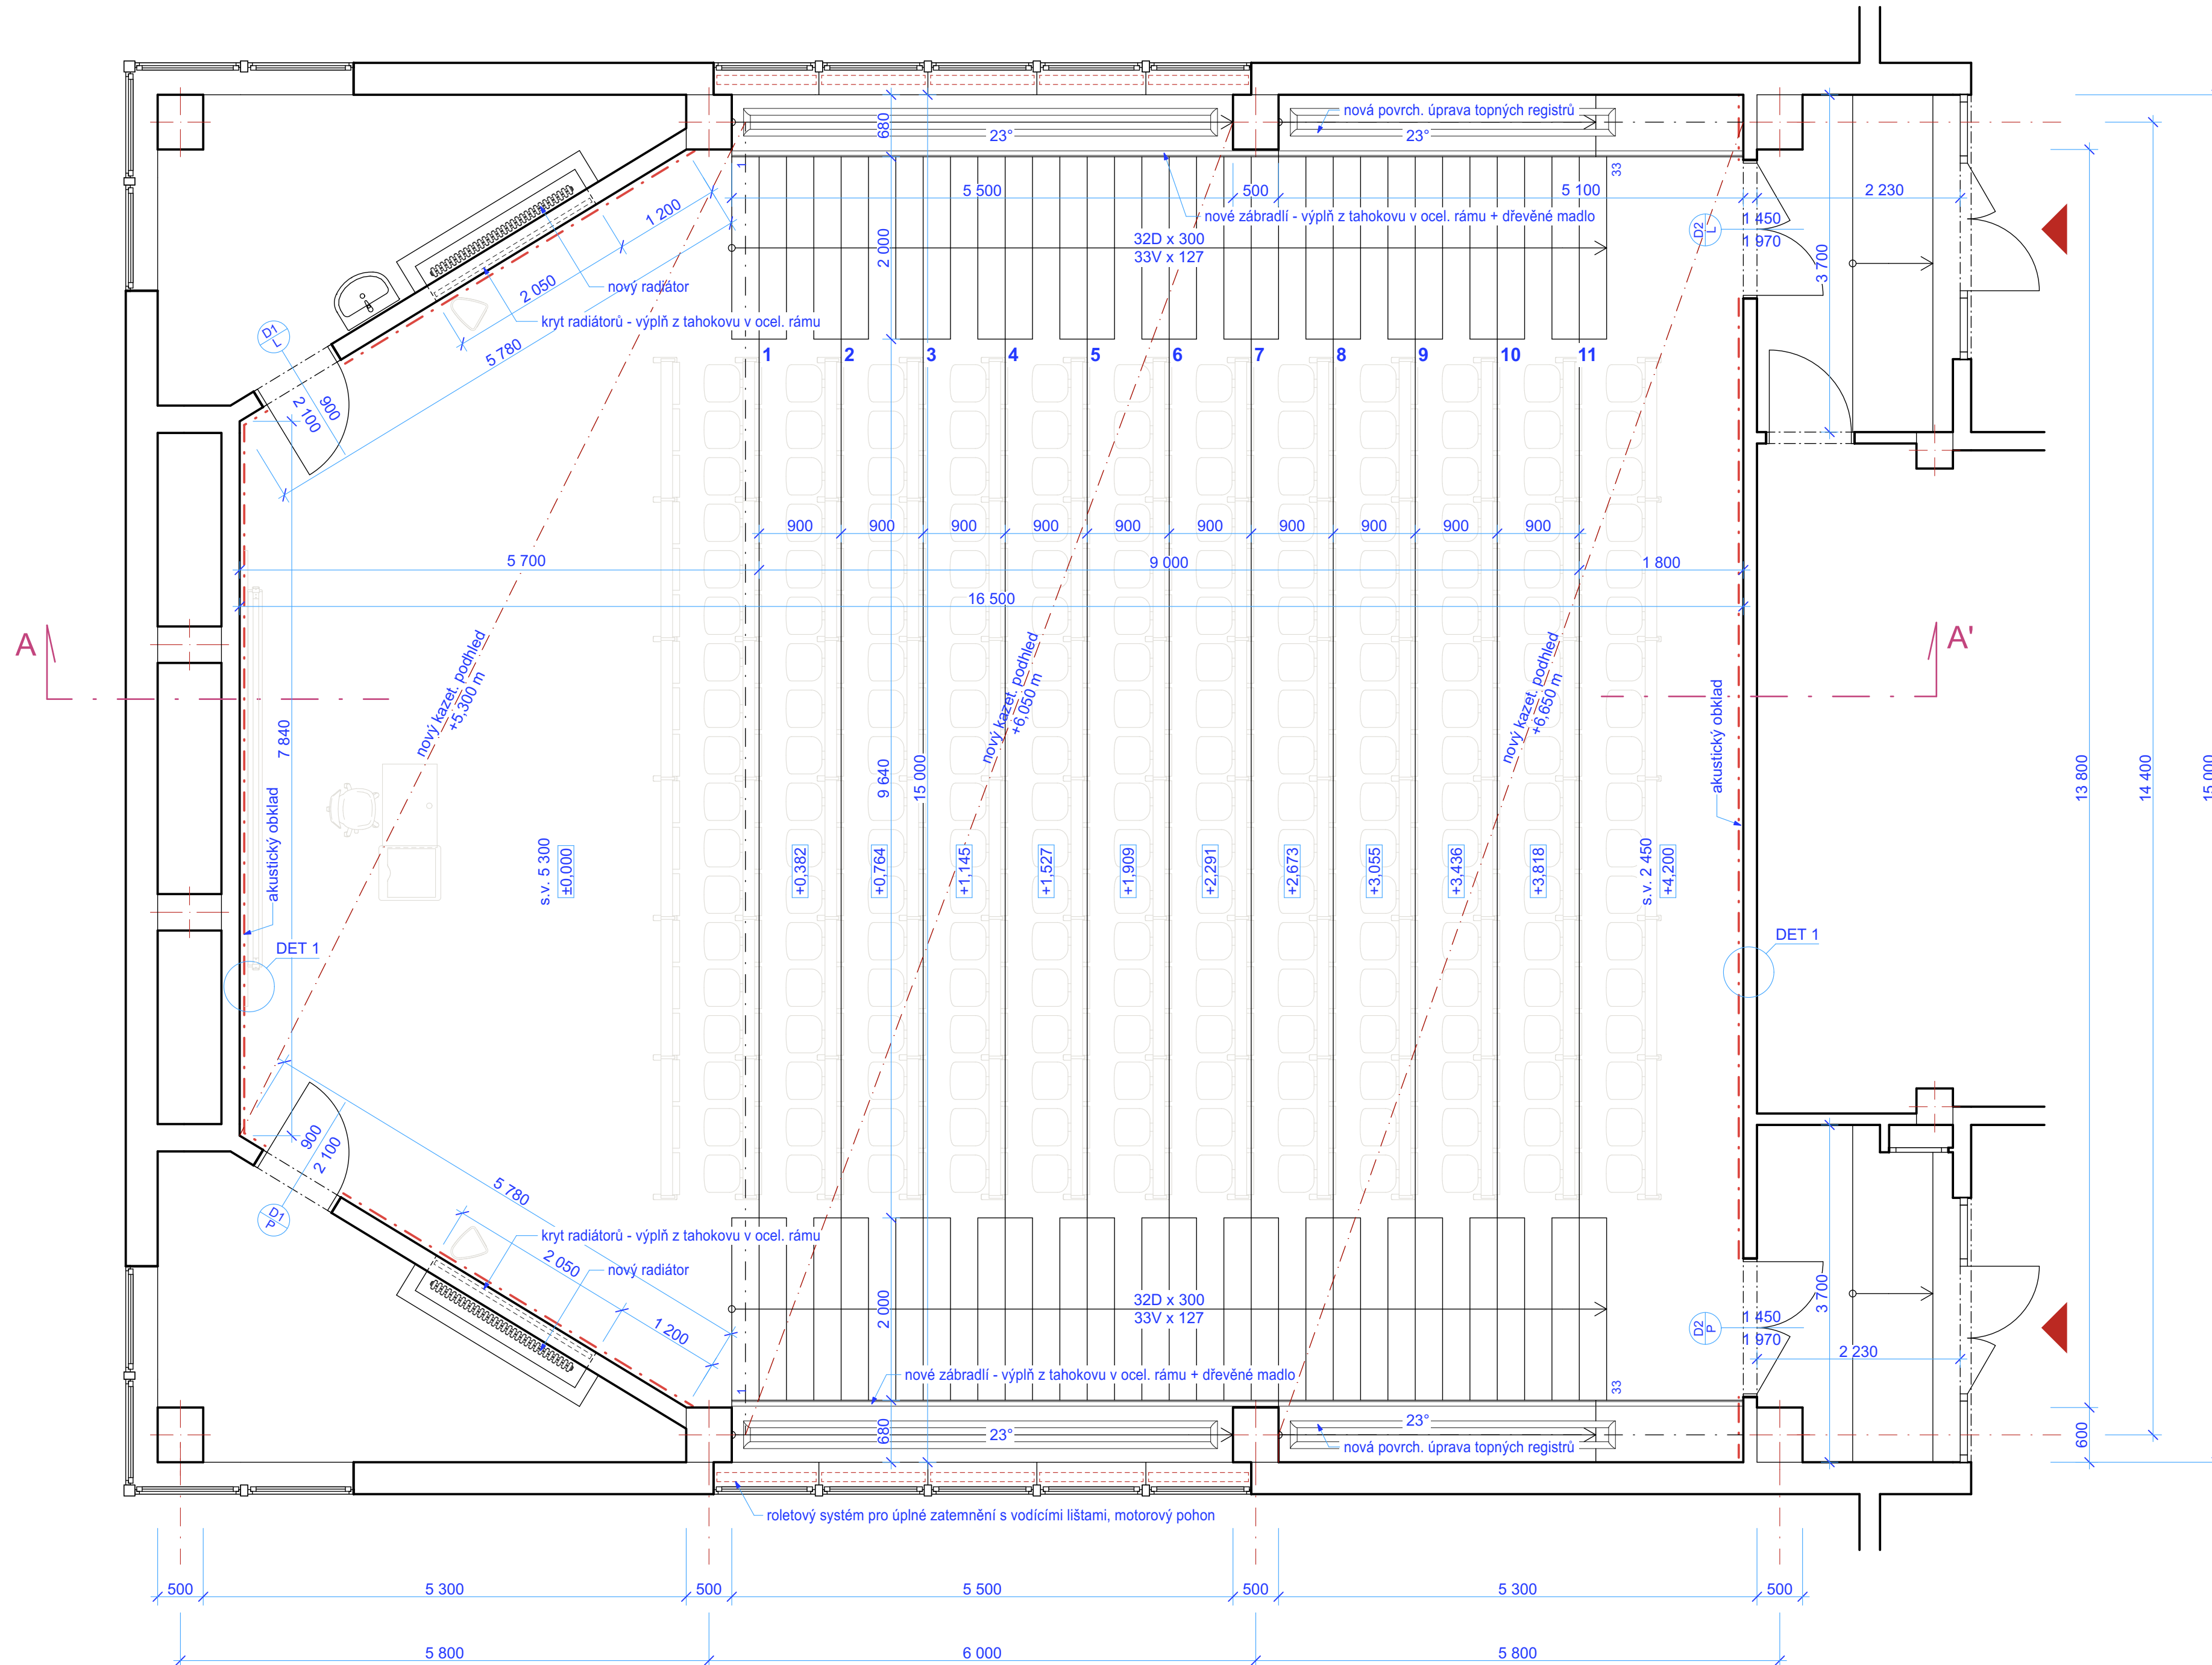 nová povrch. úprava topných registrů
680
23°
23°
1
33
5 500
500
5 100
2 230
1 200
nové zábradlí - výplň z tahokovu v ocel. rámu + dřevěné madlo
D2
L
1 450
1 970
32D x 300
33V x 127
2 000
3 700
2 050
nový radiátor
kryt radiátorů - výplň z tahokovu v ocel. rámu
D1
L
5 780
1
2
3
4
5
6
7
8
9
10
11
900
2 100
900
900
900
900
900
900
900
900
900
900
5 700
9 000
1 800
16 500
A
A'
nový kazet. podhled
+5,300 m
nový kazet. podhled
+6,050 m
nový kazet. podhled
+6,650 m
akustický obklad
7 840
akustický obklad
9 640
15 000
13 800
14 400
15 000
s.v. 5 300
±0,000
+0,382
+0,764
+1,145
+1,527
+1,909
+2,291
+2,673
+3,055
+3,436
+3,818
s.v. 2 450
+4,200
DET 1
DET 1
900
2 100
D1
P
5 780
kryt radiátorů - výplň z tahokovu v ocel. rámu
2 050
nový radiátor
1 200
2 000
32D x 300
33V x 127
3 700
D2
P
1 450
1 970
2 230
nové zábradlí - výplň z tahokovu v ocel. rámu + dřevěné madlo
1
33
680
23°
23°
nová povrch. úprava topných registrů
600
roletový systém pro úplné zatemnění s vodícími lištami, motorový pohon
500
5 300
500
5 500
500
5 300
500
5 800
6 000
5 800